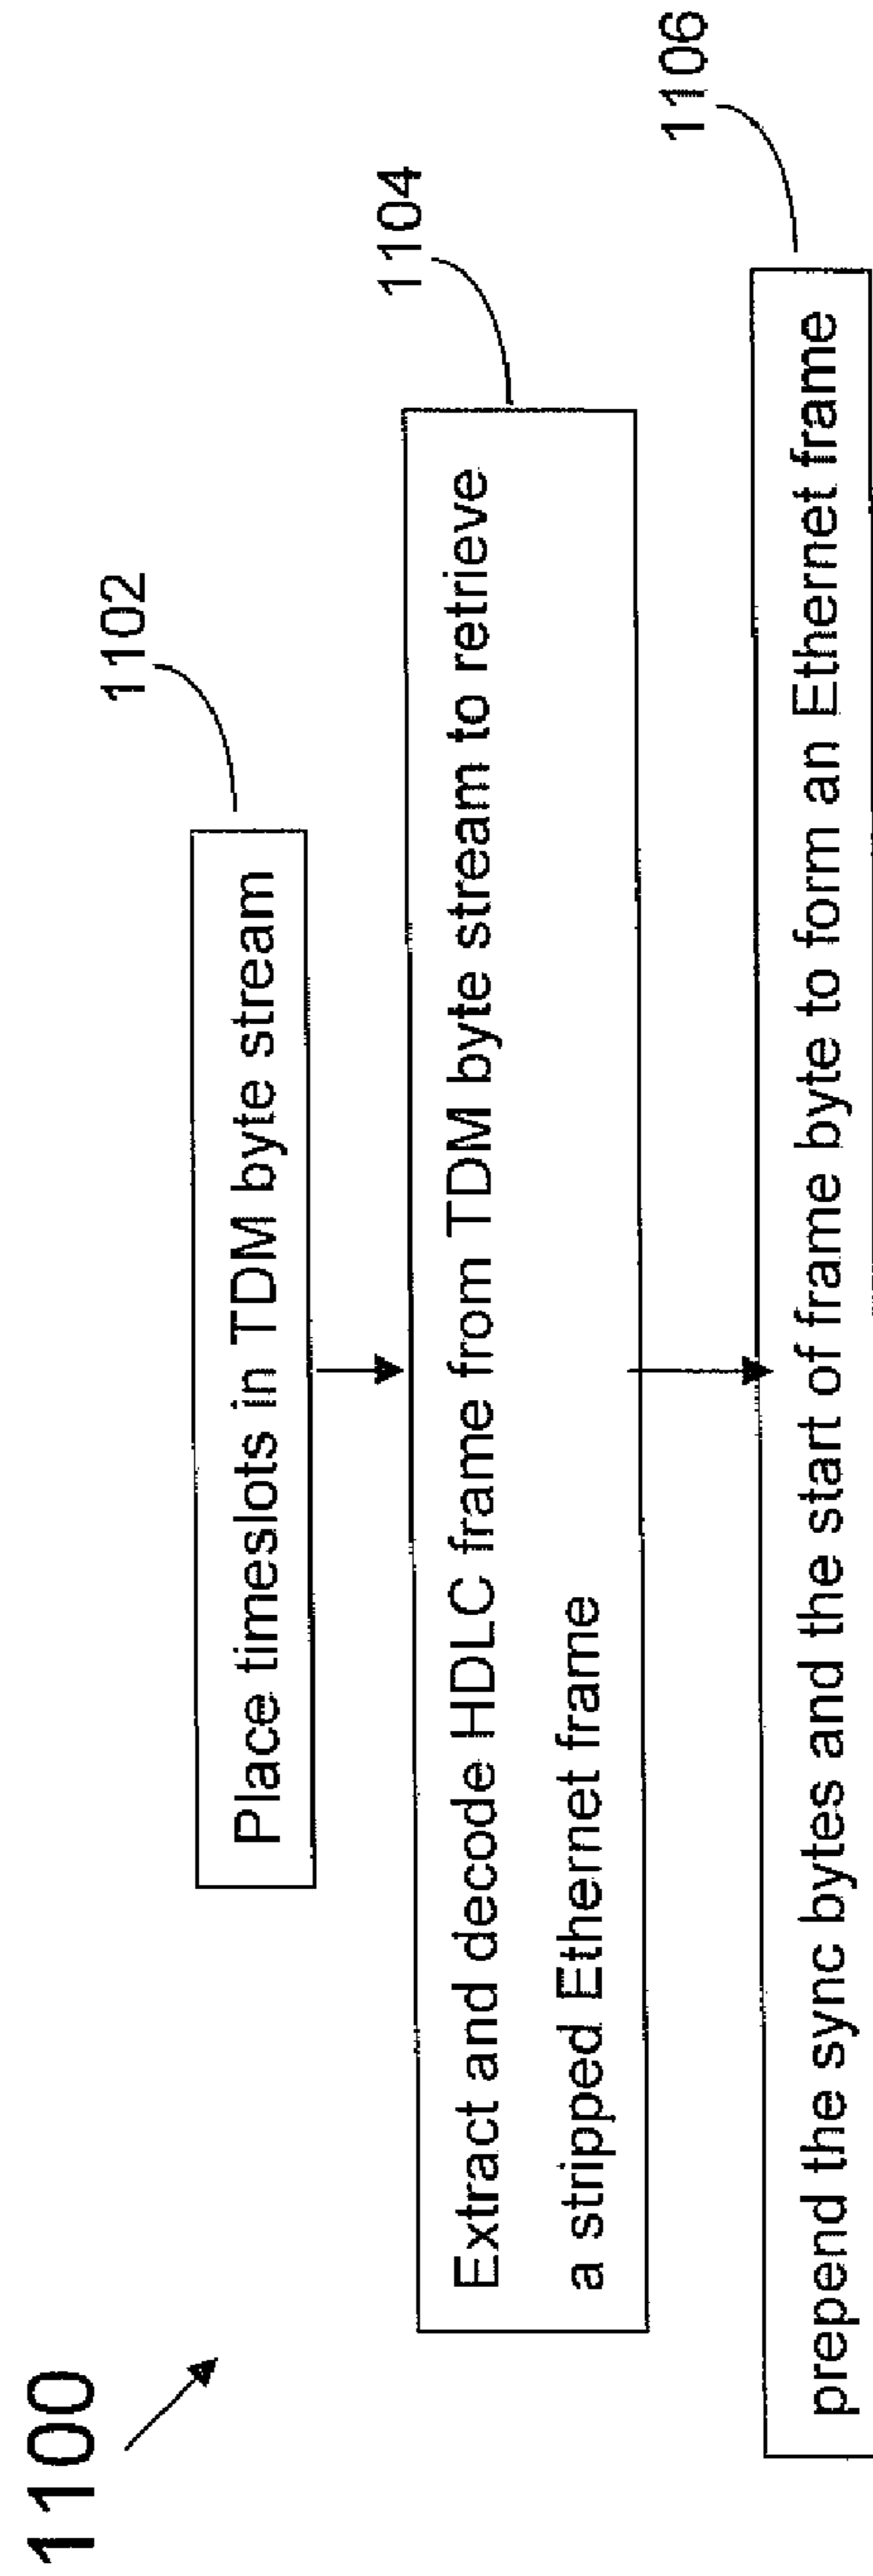 1100
1102
Place timeslots in TDM byte stream
1104
Extract and decode HDLC frame from TDM byte stream to retrieve
a stripped Ethernet frame
1106
prepend the sync bytes and the start of frame byte to form an Ethernet frame